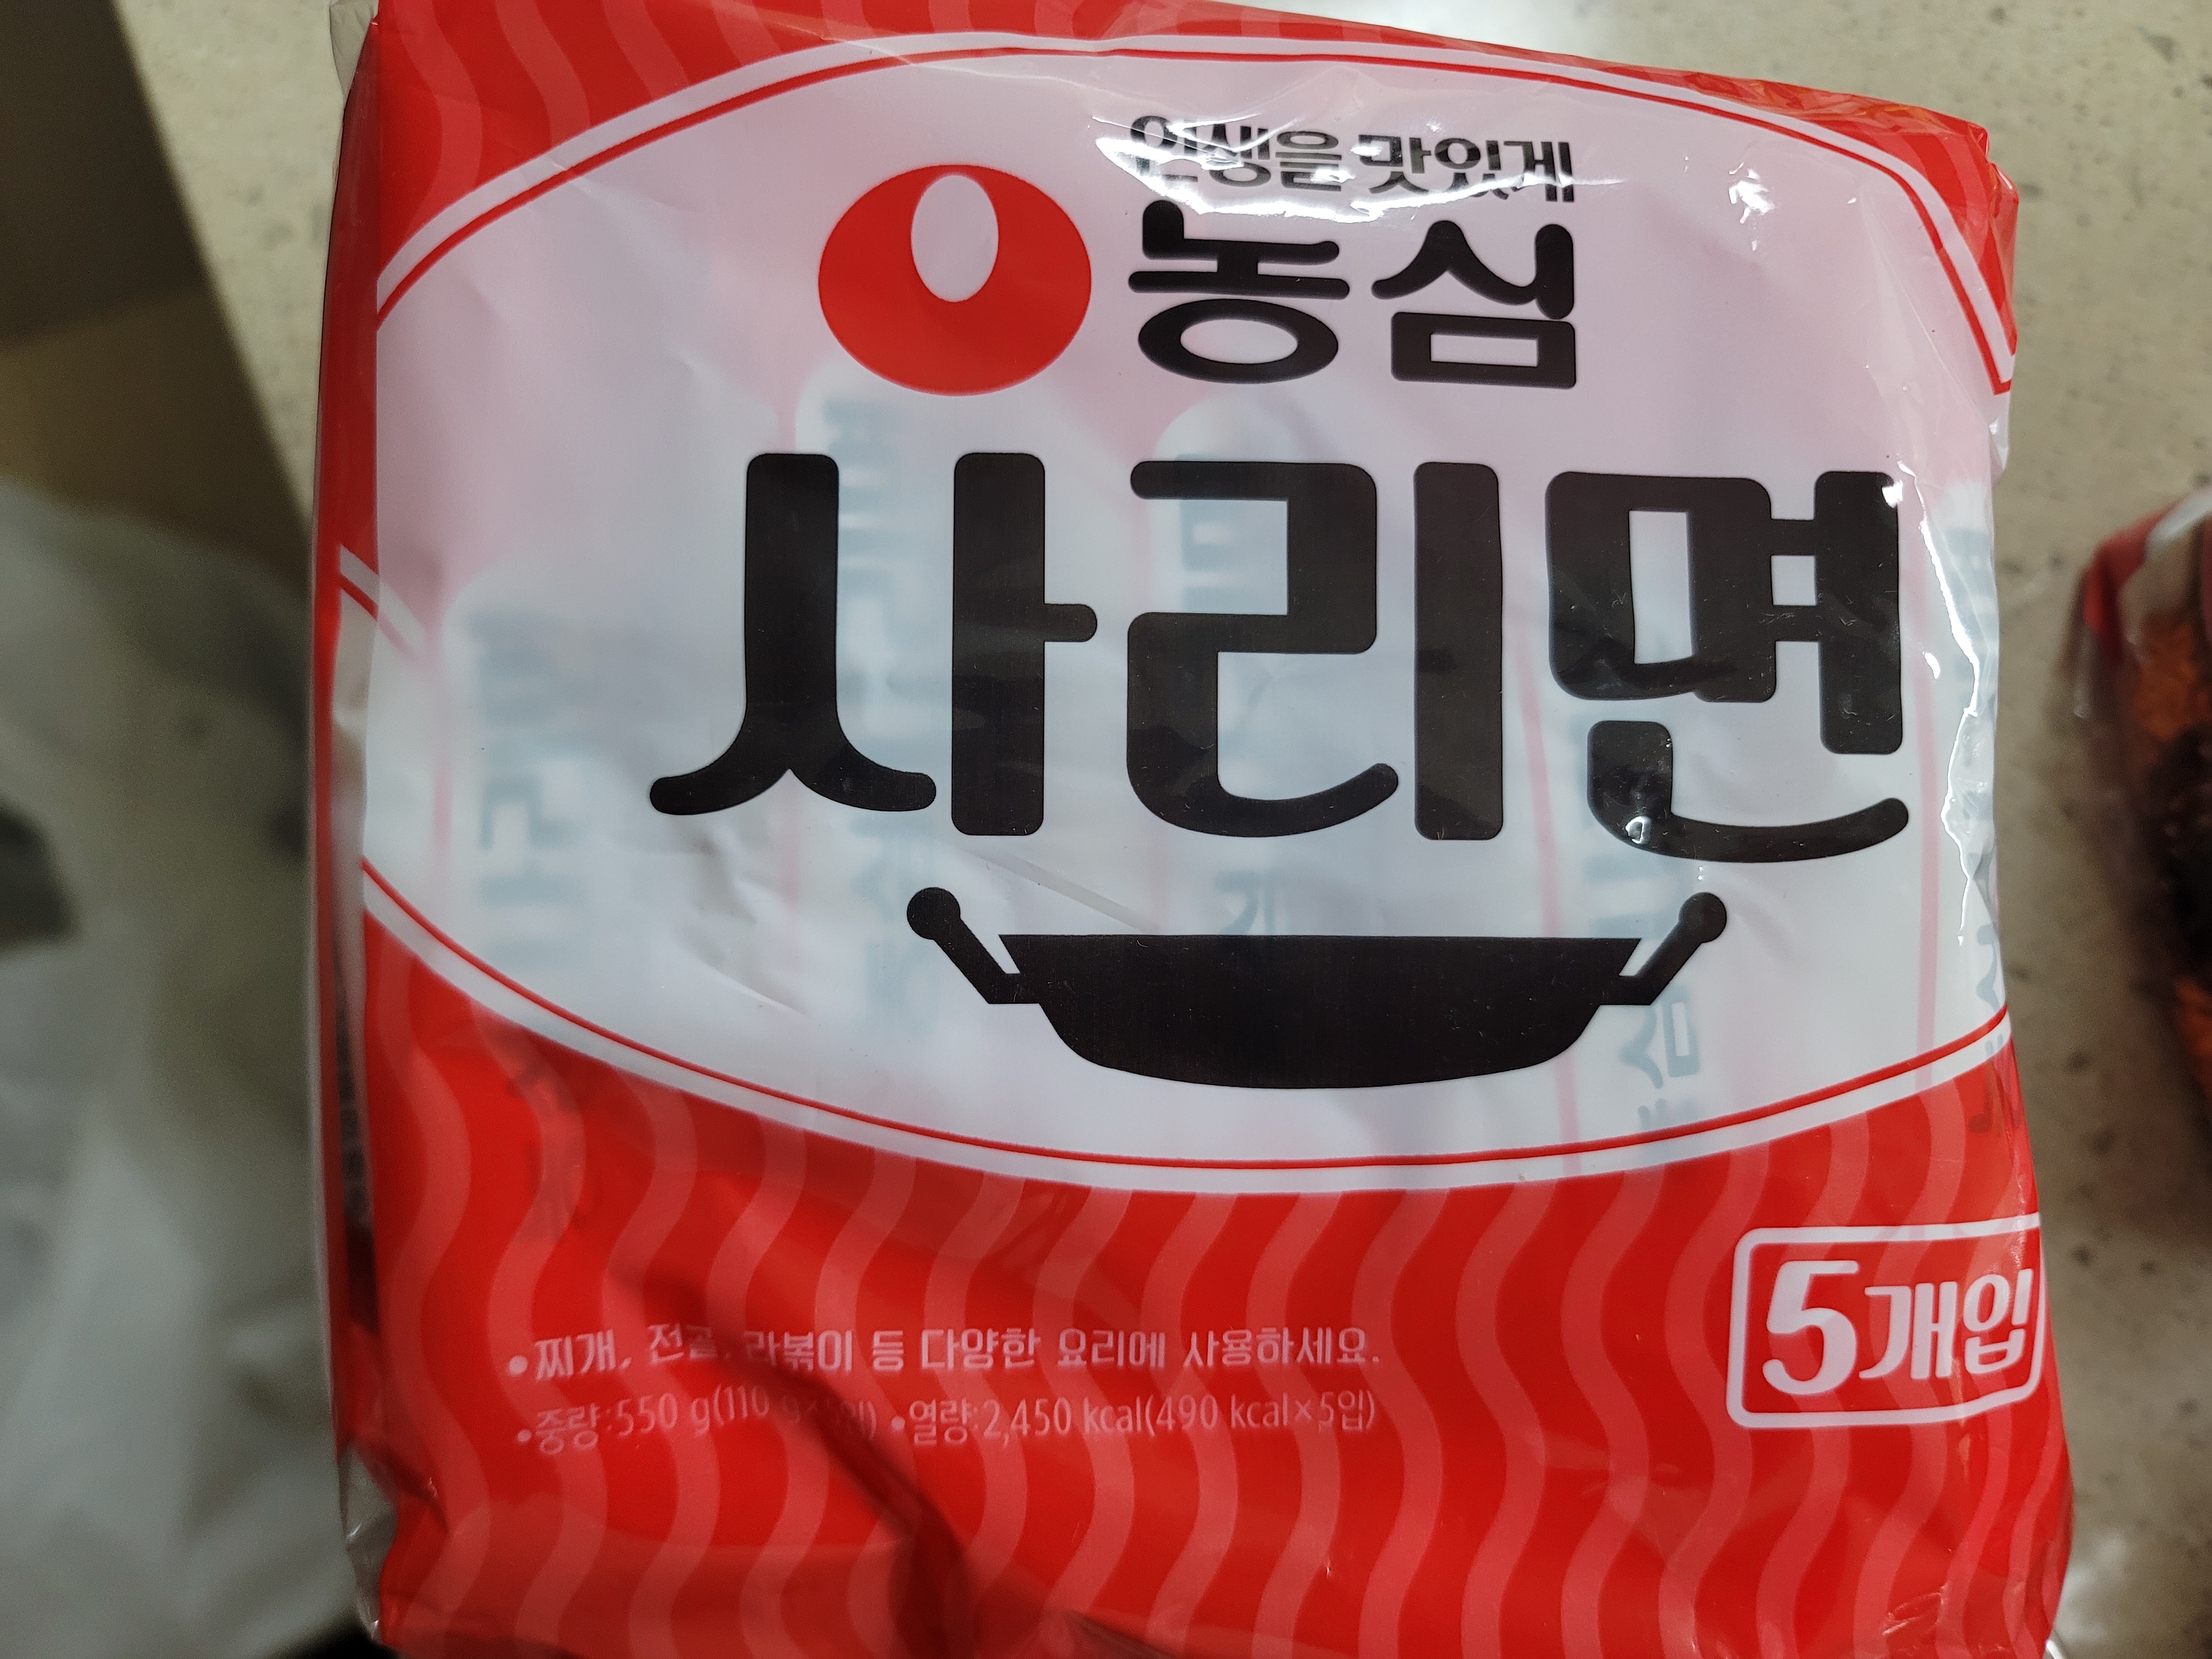 인생을 맛있게
농심
사리면
5개입
•찌개, 전골, 라볶이 등 다양한 요리에 사용하세요.
•중량:550 g(110 g×5입) •열량:2,450 kcal(490 kcal×5입)